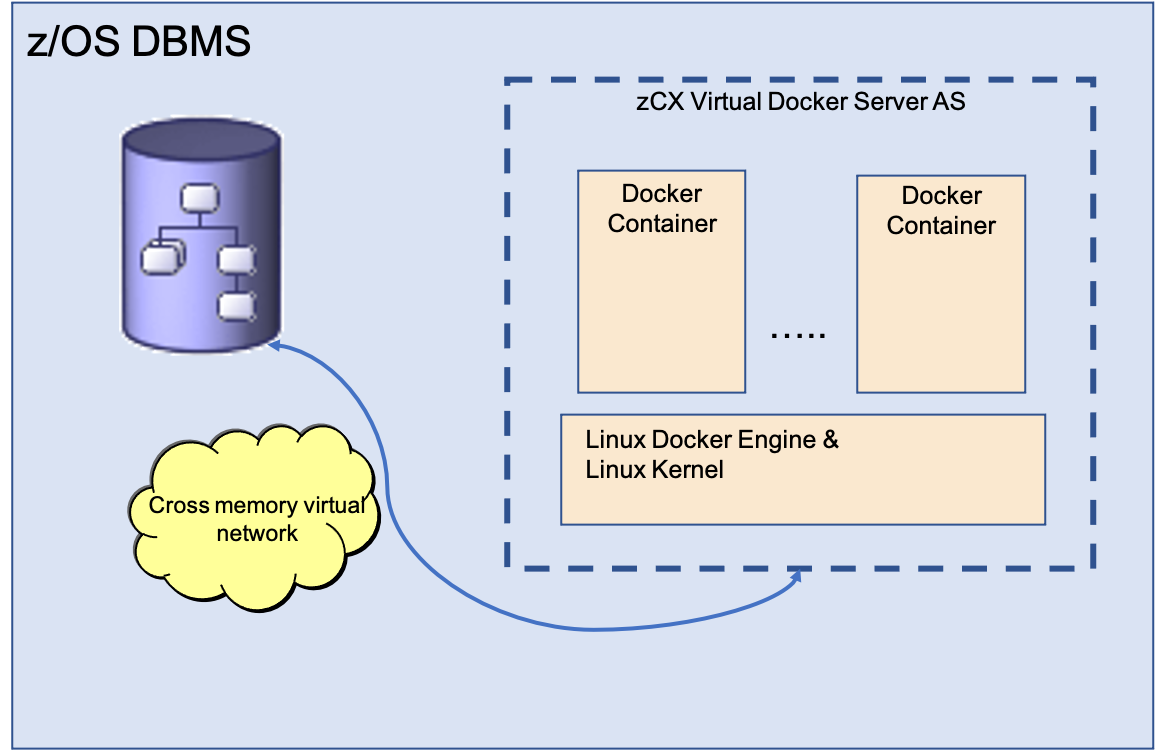 z/OS DBMS
zCX Virtual Docker Server AS
Docker
Container
.....
Docker
Container
Linux Docker Engine &
Linux Kernel
Cross memory virtual
network